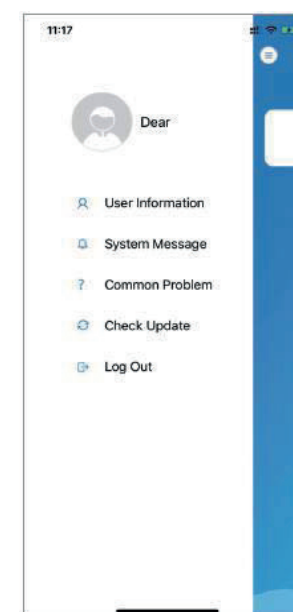 11:17
Dear
User Information
System Message
? Common Problem
Check Update
Log Out